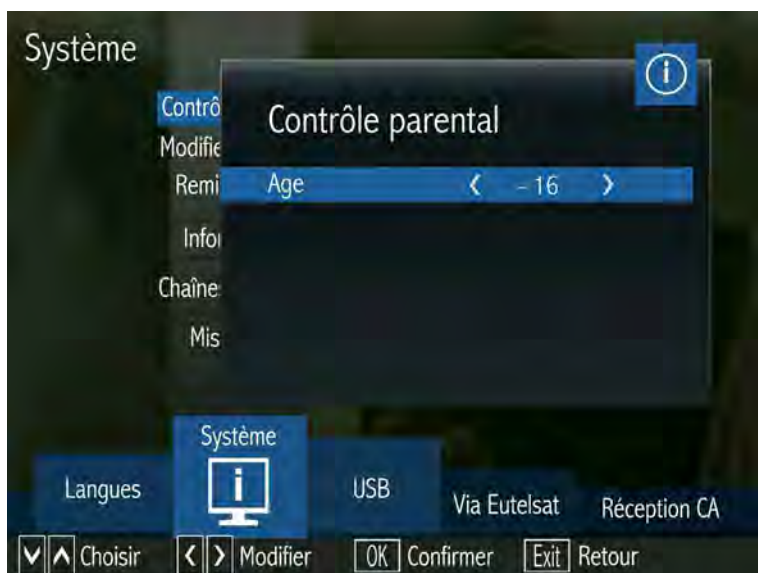 Système
Contrôle parental
Age - 16
Contrô
Modifie
Remi
Infor
Chaîne
Mis
Langues
Système
USB
Via Eutelsat
Réception CA
Choisir
Modifier
OK Confirmer
Exit Retour